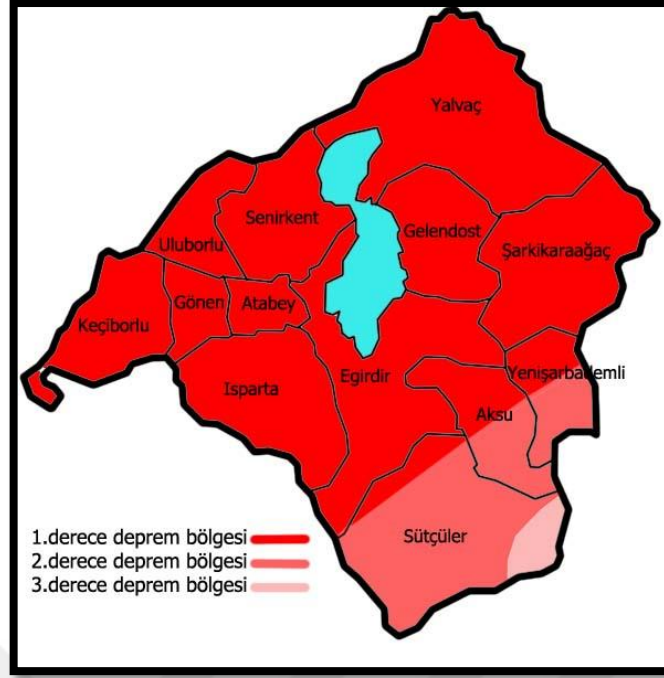 Yalvaç
Senirkent
Gelendost
Uluborlu
Şarkikaraağaç
Gönen
Atabey
Keçiborlu
Yenişarbademli
Egirdir
Isparta
Aksu
Sütçüler
1.derece deprem bölgesi
2.derece deprem bölgesi
3.derece deprem bölgesi